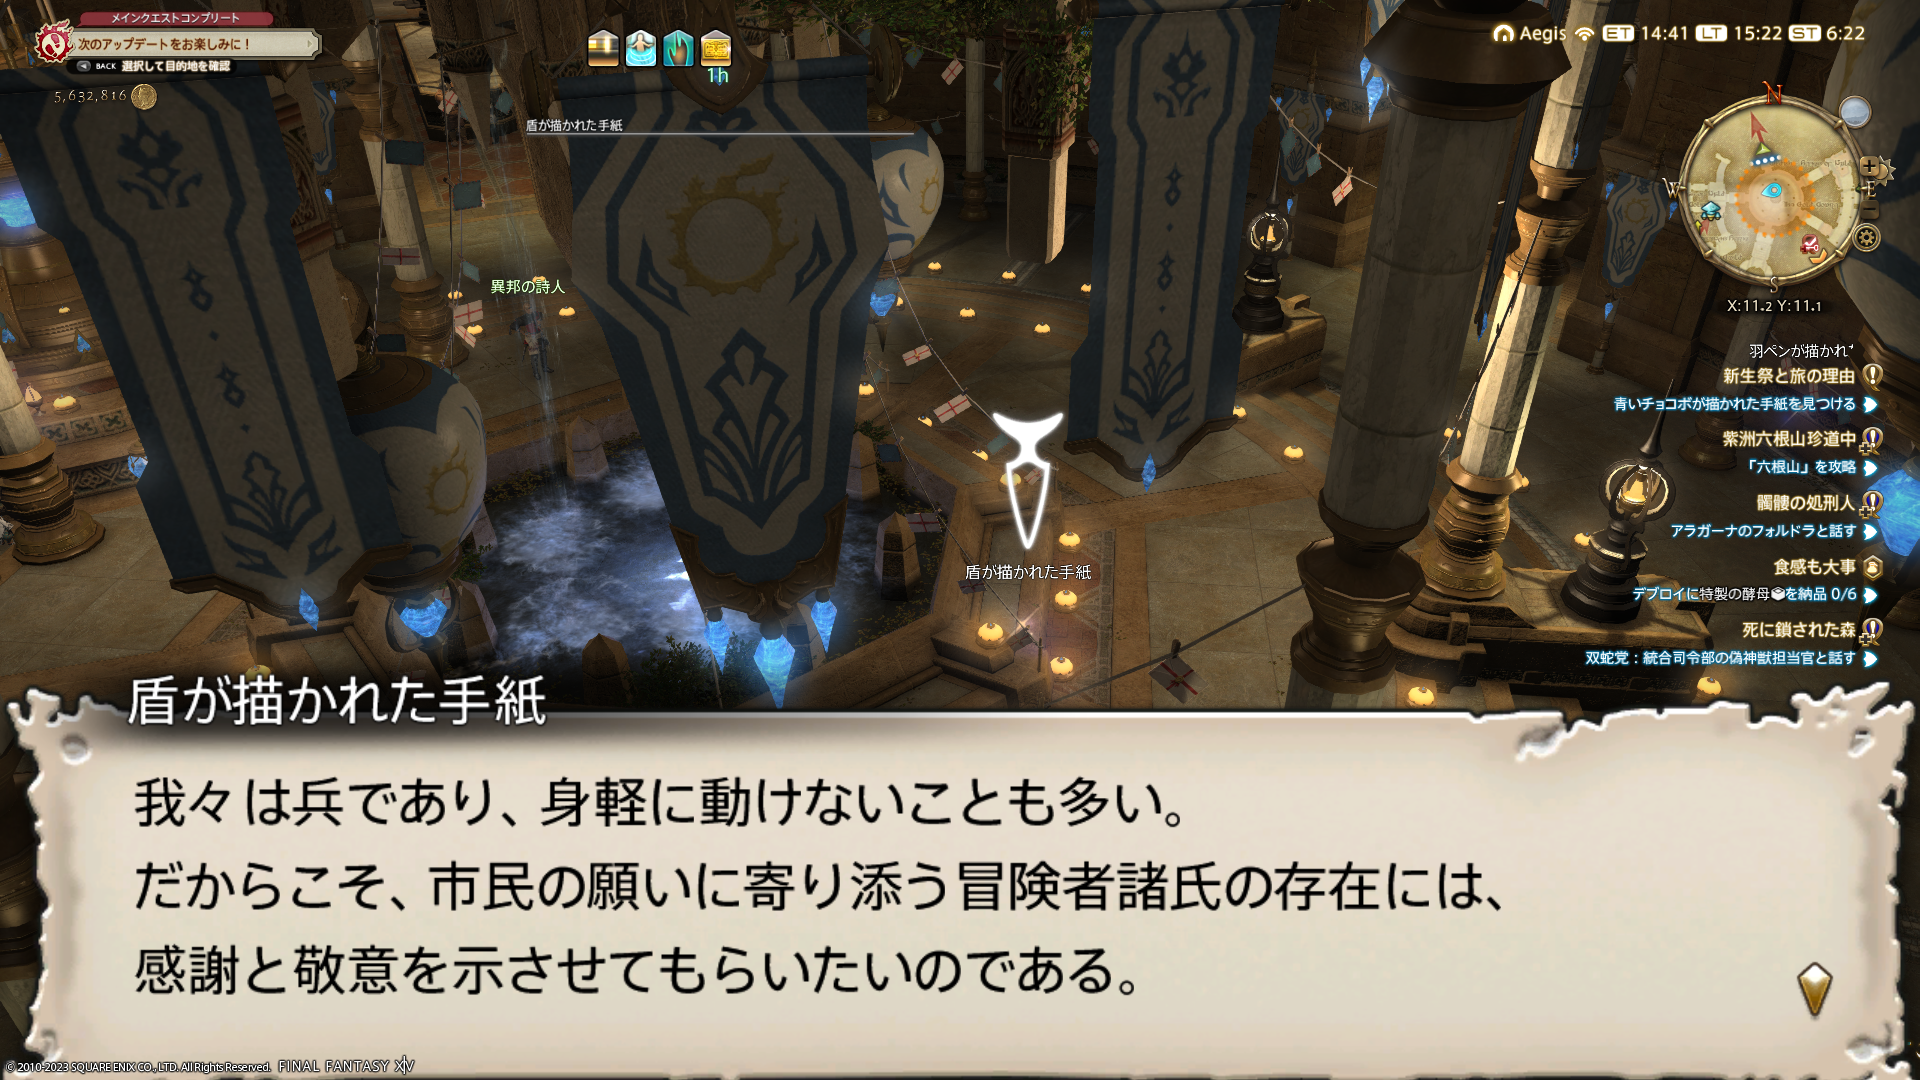 メインクエストコンプリート
次のアップデートをお楽しみに！
BACK 選択して目的地を確認
5,632,816
1h
Aegis ET 14:41 LT 15:22 ST 6:22
盾が描かれた手紙
N
W
E
S
X:11.2 Y:11.1
異邦の詩人
羽ペンが描かれ
新生祭と旅の理由
青いチョコボが描かれた手紙を見つける
紫洲六根山珍道中
「六根山」を攻略
髑髏の処刑人
アラガーナのフォルドラと話す
食感も大事
デブロイに特製の酵母を納品 0/6
死に鎖された森
双蛇党：統合司令部の偽神獣担当官と話す
盾が描かれた手紙
盾が描かれた手紙
我々は兵であり、身軽に動けないことも多い。
だからこそ、市民の願いに寄り添う冒険者諸氏の存在には、
感謝と敬意を示させてもらいたいのである。
© 2010-2023 SQUARE ENIX CO., LTD. All Rights Reserved. FINAL FANTASY XIV